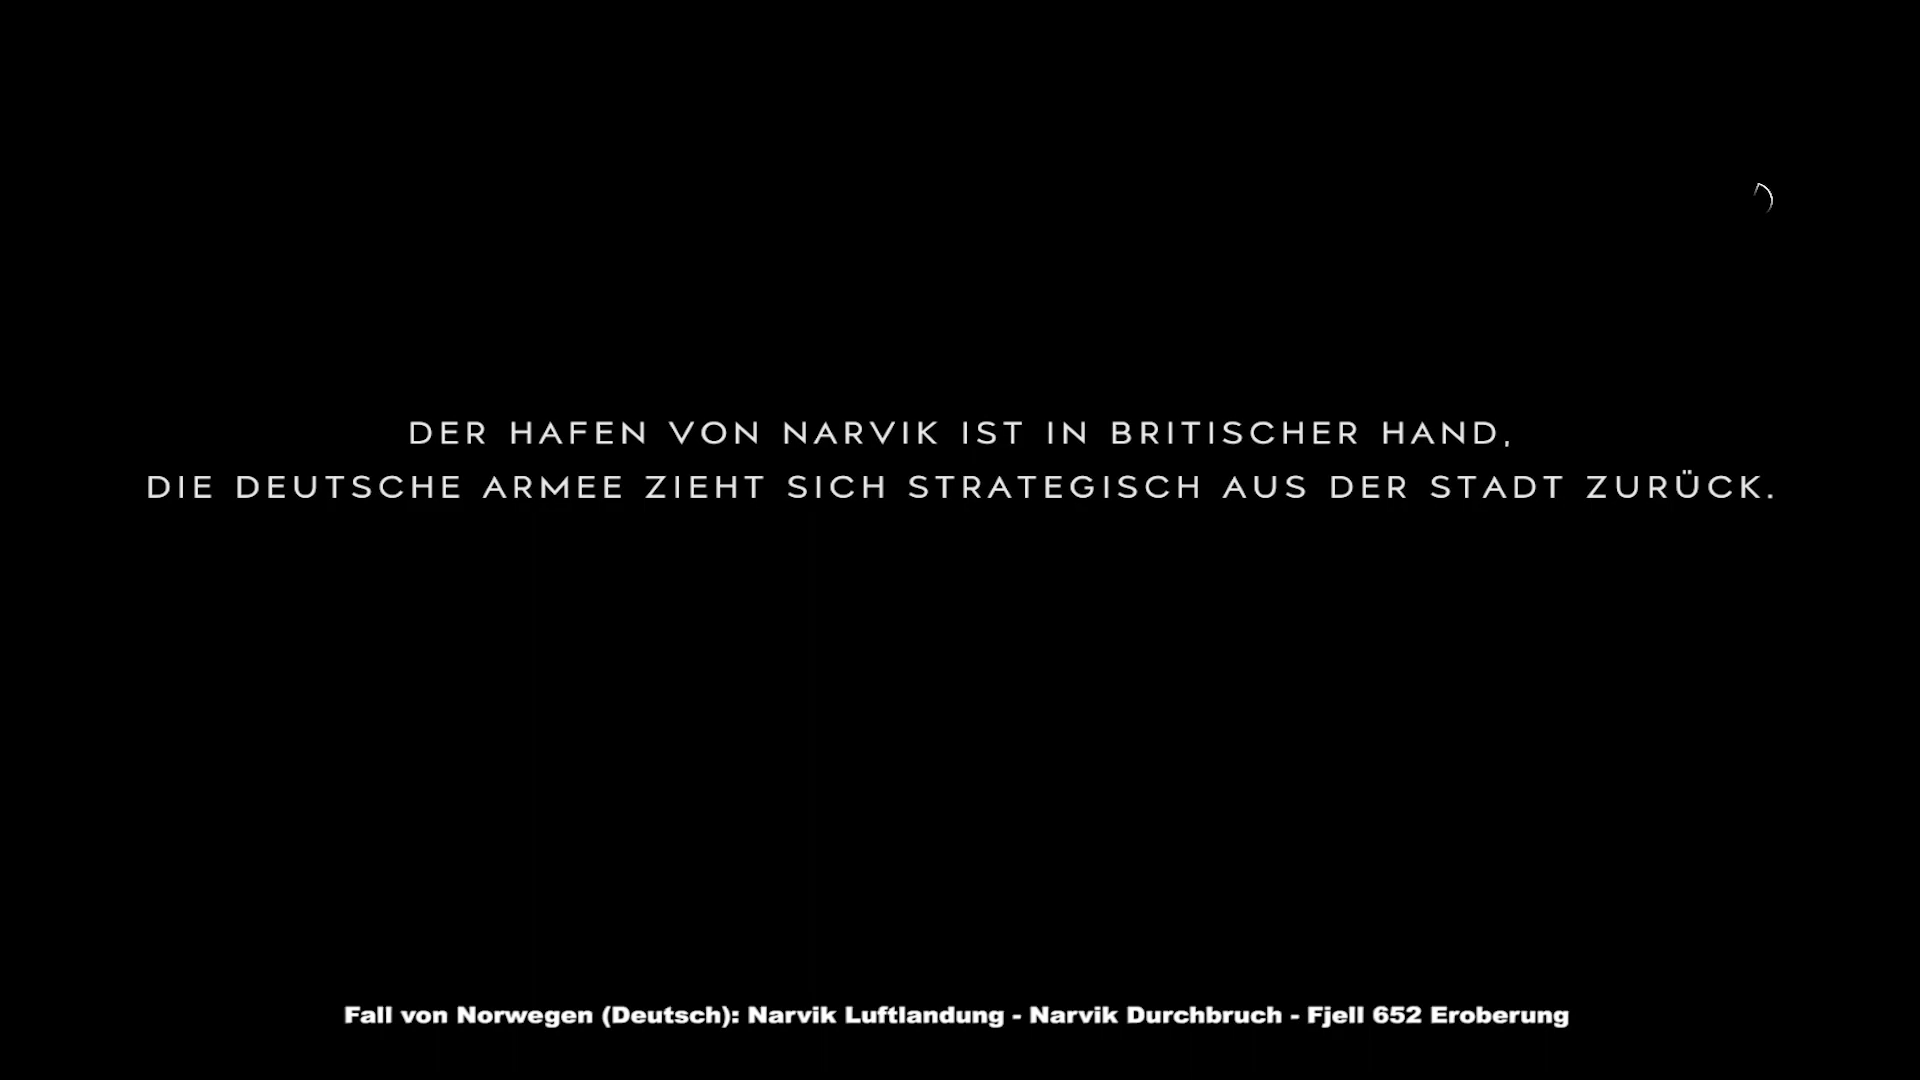 DER HAFEN VON NARVIK IST IN BRITISCHER HAND,
DIE DEUTSCHE ARMEE ZIEHT SICH STRATEGISCH AUS DER STADT ZURÜCK.
Fall von Norwegen (Deutsch): Narvik Luftlandung - Narvik Durchbruch - Fjell 652 Eroberung